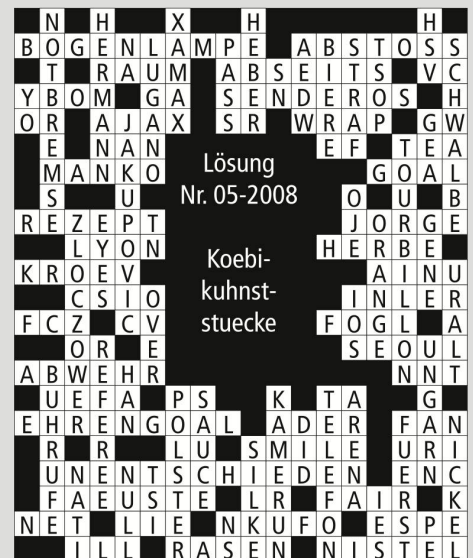 N H X H H
BOGENLAMPE ABSTOSS
T RAUM ABSEITS VC
YBOM GA SENDEROS H
OR AJAX SR WRAP GW
E NAN EF TEA
MANKO Lösung GOAL
S U Nr. 05-2008 O U B
REZEPT JORGE
LYON Koebi- HERBE
KROEV AINU
CSIO kuhnst- INLER
FCZ CV stuecke FOGL A
OR E SEOUL
ABWEHR NNT
UEFA PS K TA G
EHRENGOAL ADER FAN
R R LU SMILE URI
UNENTSCHIEDEN ENC
FAEUSTE LR FAIR K
NET LIE NKUFO ESPE
ILL RASEN NISTEL